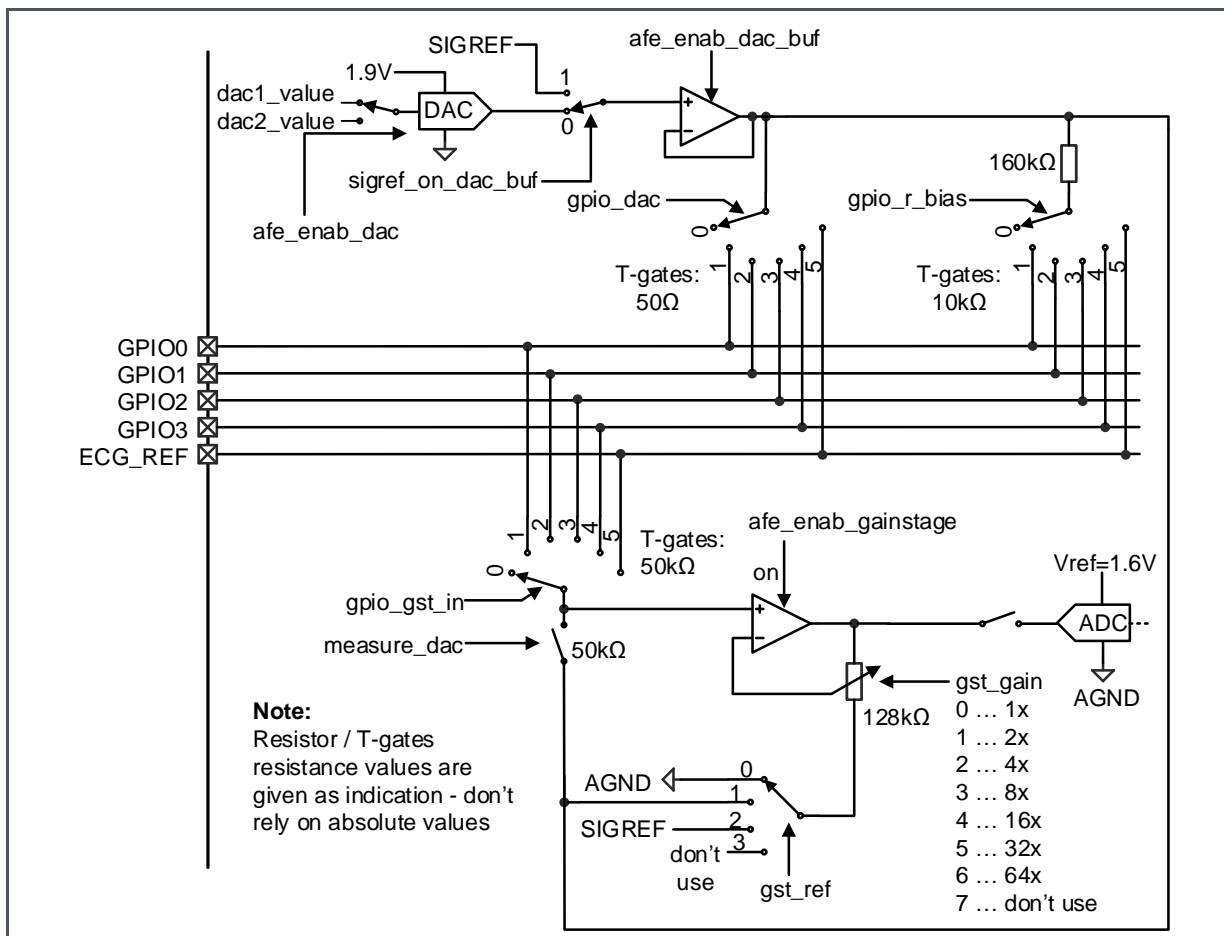 afe_enab_dac_buf
SIGREF
1
1.9V
dac1_value
DAC
dac2_value
0
+
−
160kΩ
sigref_on_dac_buf
gpio_dac
gpio_r_bias
afe_enab_dac
0
0
1
2
3
4
5
1
2
3
4
5
T-gates:
50Ω
T-gates:
10kΩ
GPIO0
GPIO1
GPIO2
GPIO3
ECG_REF
1
2
3
4
5
afe_enab_gainstage
T-gates:
50kΩ
0
on
Vref=1.6V
gpio_gst_in
+
−
ADC
measure_dac
50kΩ
AGND
gst_gain
128kΩ
0 ... 1x
1 ... 2x
2 ... 4x
3 ... 8x
4 ... 16x
5 ... 32x
6 ... 64x
7 ... don't use
Note:
Resistor / T-gates
resistance values are
given as indication - don't
rely on absolute values
AGND
0
1
SIGREF
2
don't
use
3
gst_ref